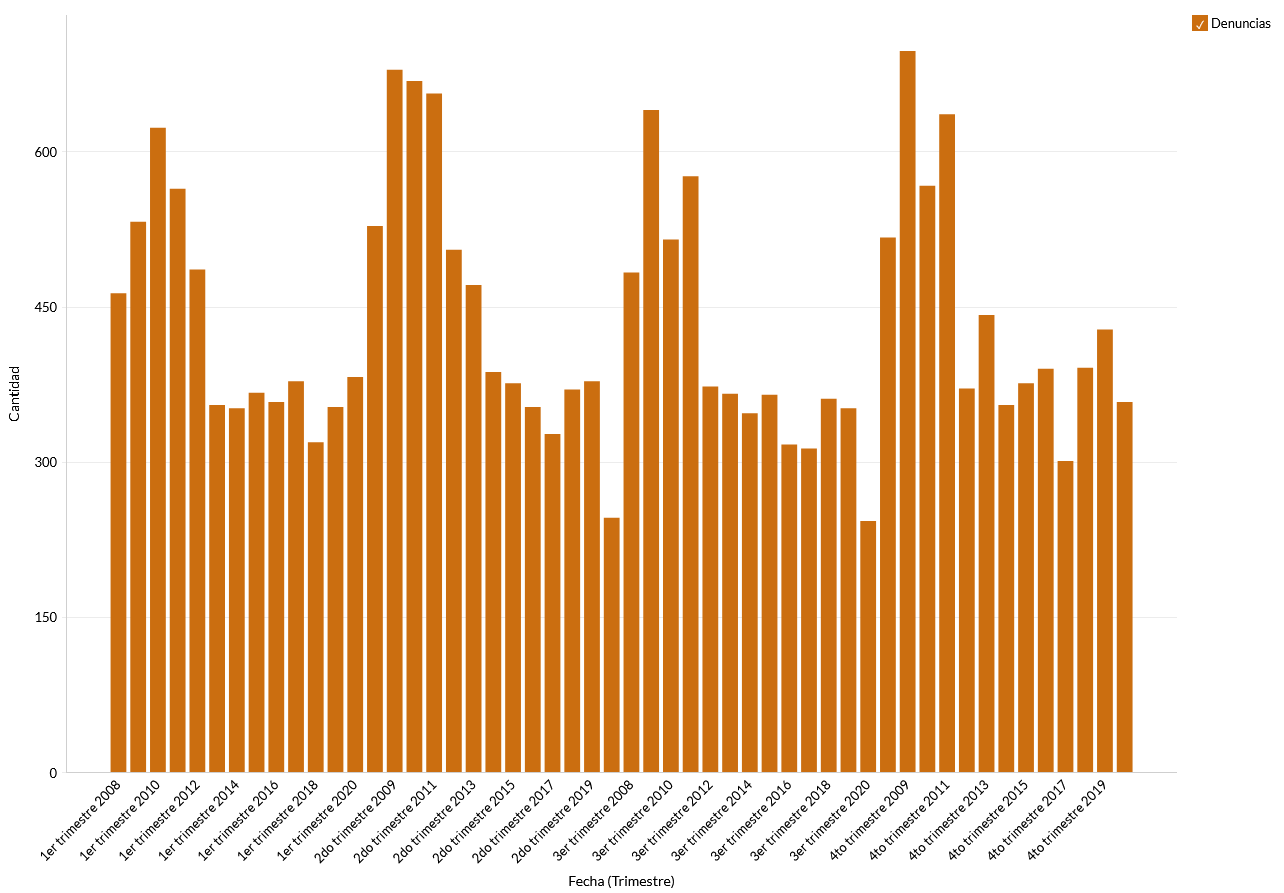 Denuncias
600
450
300
150
0
Cantidad
1er trimestre 2008
1er trimestre 2010
1er trimestre 2012
1er trimestre 2014
1er trimestre 2016
1er trimestre 2018
1er trimestre 2020
2do trimestre 2009
2do trimestre 2011
2do trimestre 2013
2do trimestre 2015
2do trimestre 2017
2do trimestre 2019
3er trimestre 2008
3er trimestre 2010
3er trimestre 2012
3er trimestre 2014
3er trimestre 2016
3er trimestre 2018
3er trimestre 2020
4to trimestre 2009
4to trimestre 2011
4to trimestre 2013
4to trimestre 2015
4to trimestre 2017
4to trimestre 2019
Fecha (Trimestre)